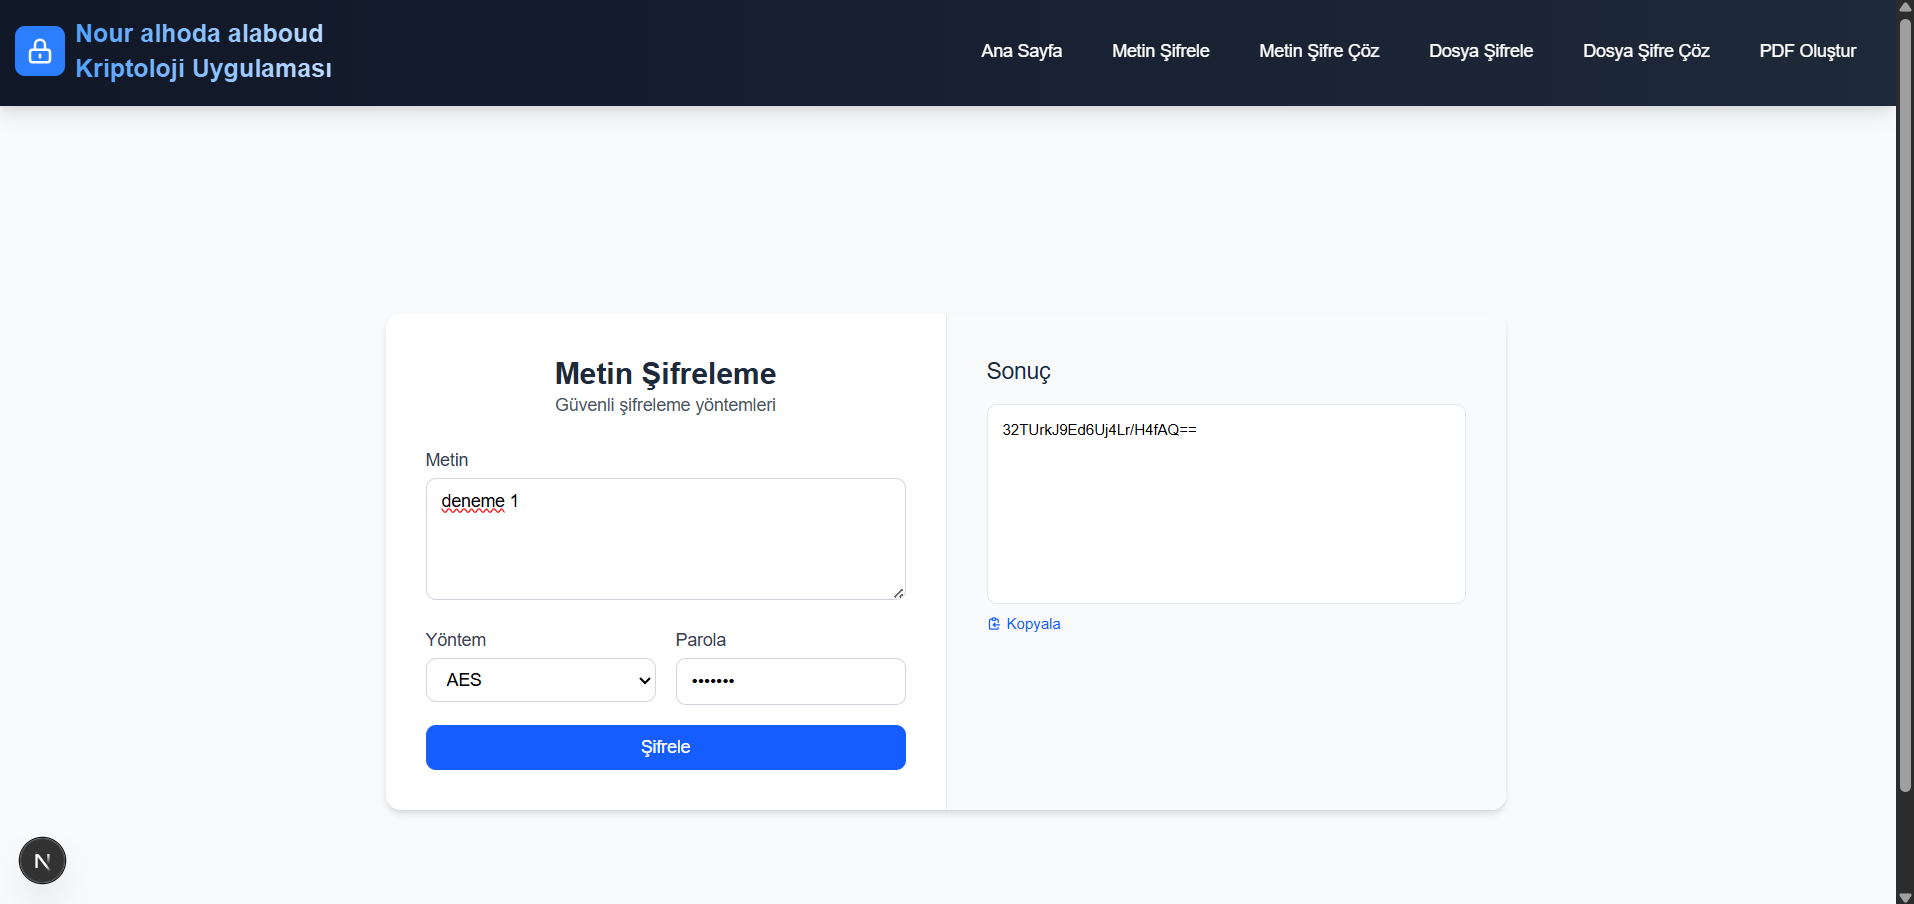 Nour alhoda alaboud
Kriptoloji Uygulaması
Ana Sayfa
Metin Şifrele
Metin Şifre Çöz
Dosya Şifrele
Dosya Şifre Çöz
PDF Oluştur
Metin Şifreleme
Güvenli şifreleme yöntemleri
Metin
deneme 1
Yöntem
Parola
AES
•••••••
Şifrele
Sonuç
32TUrkJ9Ed6Uj4Lr/H4fAQ==
Kopyala
N